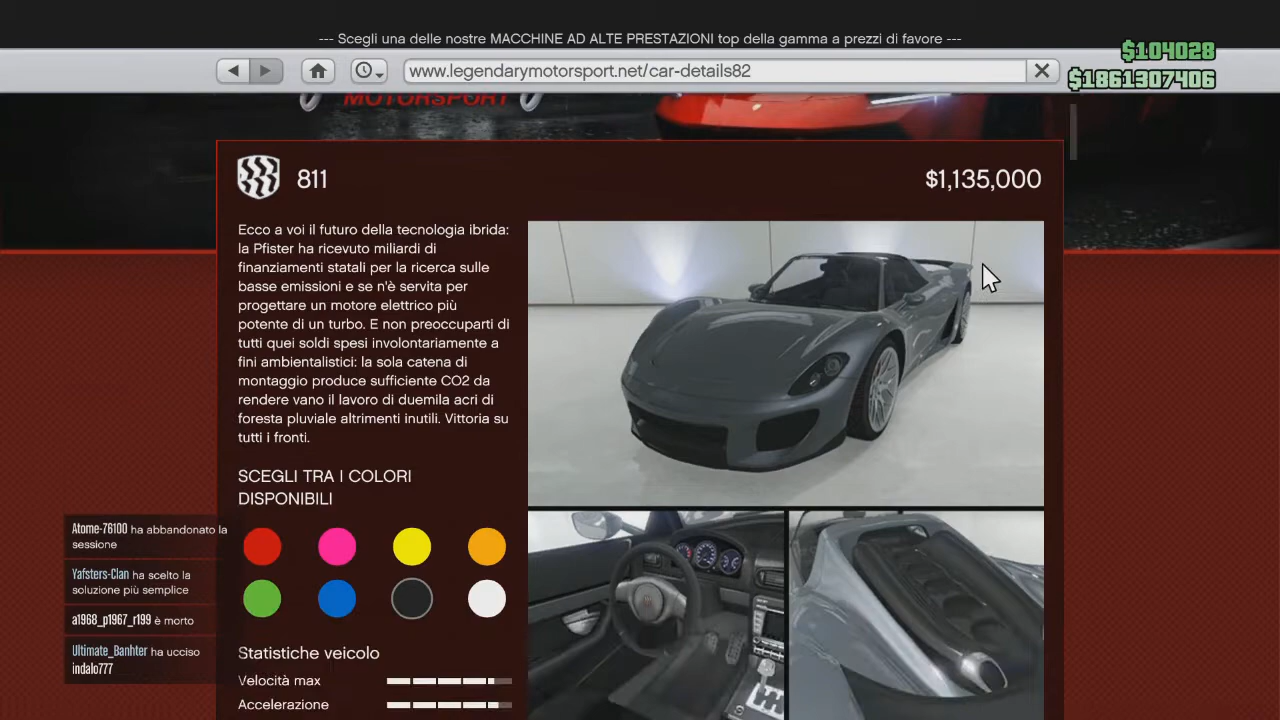 --- Scegli una delle nostre MACCHINE AD ALTE PRESTAZIONI top della gamma a prezzi di favore ---
$104028
www.legendarymotorsport.net/car-details82
$1861307406
MOTORSPORT
811
$1,135,000
Ecco a voi il futuro della tecnologia ibrida:
la Pfister ha ricevuto miliardi di
finanziamenti statali per la ricerca sulle
basse emissioni e se n'è servita per
progettare un motore elettrico più
potente di un turbo. E non preoccuparti di
tutti quei soldi spesi involontariamente a
fini ambientalistici: la sola catena di
montaggio produce sufficiente CO2 da
rendere vano il lavoro di duemila acri di
foresta pluviale altrimenti inutili. Vittoria su
tutti i fronti.
SCEGLI TRA I COLORI
DISPONIBILI
Atome-76100 ha abbandonato la
sessione
Yafsters-Clan ha scelto la
soluzione più semplice
a1968_p1967_r199 è morto
Ultimate_Banhter ha ucciso
indalo777
Statistiche veicolo
Velocità max
Accelerazione